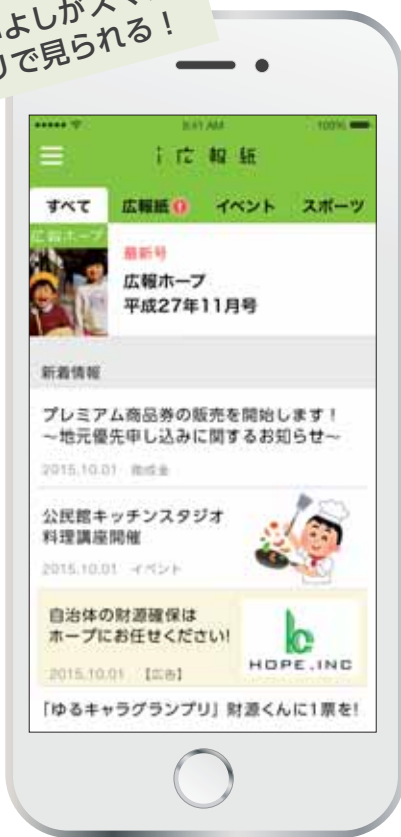 よしがスマ
リで見られる！
9:41 AM 100%
i 広報紙
すべて 広報紙 ! イベント スポーツ
広報ホープ
最新号
広報ホープ
平成27年11月号
新着情報
プレミアム商品券の販売を開始します！
～地元優先申し込みに関するお知らせ～
2015.10.01 助成金
公民館キッチンスタジオ
料理講座開催
2015.10.01 イベント
自治体の財源確保は
ホープにお任せください!
2015.10.01 【広告】
HOPE.INC
「ゆるキャラグランプリ」財源くんに1票を!